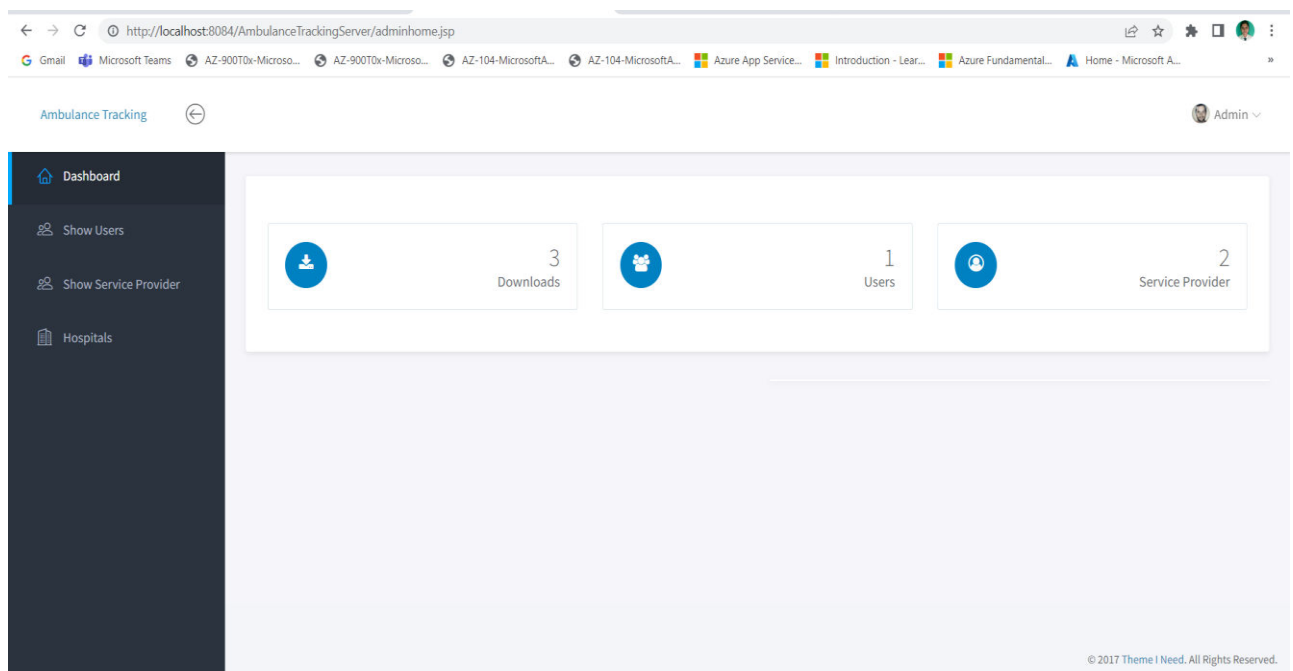 http://localhost:8084/AmbulanceTrackingServer/adminhome.jsp
G Gmail Microsoft Teams AZ-900T0x-Microso... AZ-900T0x-Microso... AZ-104-MicrosoftA... AZ-104-MicrosoftA... Azure App Service... Introduction - Lear... Azure Fundamental... Home - Microsoft A... »
Ambulance Tracking Admin
Dashboard
Show Users
Show Service Provider
Hospitals
3
Downloads
1
Users
2
Service Provider
© 2017 Theme I Need. All Rights Reserved.